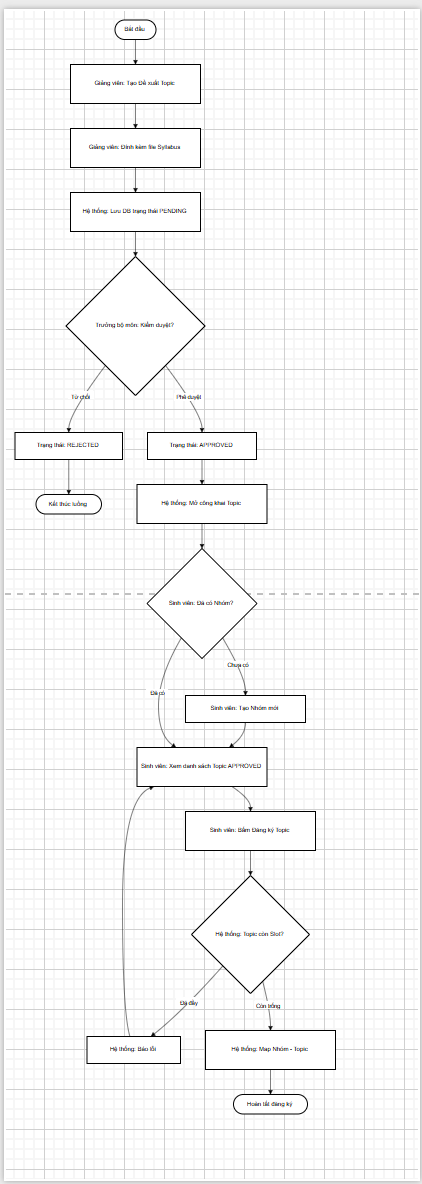 Bắt đầu
Giảng viên: Tạo Đề xuất Topic
Giảng viên: Đính kèm file Syllabus
Hệ thống: Lưu DB trạng thái PENDING
Trưởng bộ môn: Kiểm duyệt?
Từ chối
Phê duyệt
Trạng thái: REJECTED
Trạng thái: APPROVED
Kết thúc luồng
Hệ thống: Mở công khai Topic
Sinh viên: Đã có Nhóm?
Chưa có
Đã có
Sinh viên: Tạo Nhóm mới
Sinh viên: Xem danh sách Topic APPROVED
Sinh viên: Bấm Đăng ký Topic
Hệ thống: Topic còn Slot?
Đã đầy
Còn trống
Hệ thống: Báo lỗi
Hệ thống: Map Nhóm - Topic
Hoàn tất đăng ký